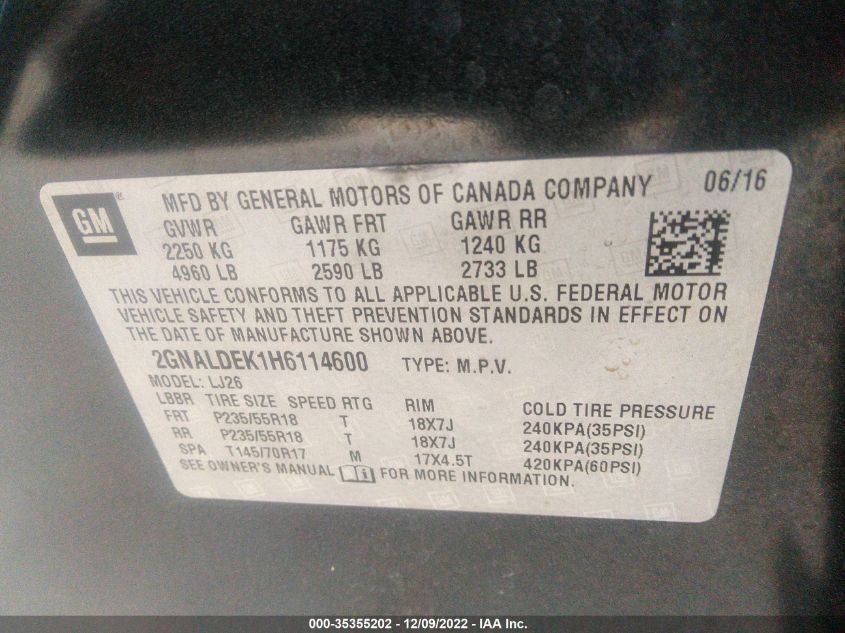 GM®
MFD BY GENERAL MOTORS OF CANADA COMPANY 06/16
GVWR GAWR FRT GAWR RR
2250 KG 1175 KG 1240 KG
4960 LB 2590 LB 2733 LB
THIS VEHICLE CONFORMS TO ALL APPLICABLE U.S. FEDERAL MOTOR
VEHICLE SAFETY AND THEFT PREVENTION STANDARDS IN EFFECT ON
THE DATE OF MANUFACTURE SHOWN ABOVE.
2GNALDEK1H6114600 TYPE: M.P.V.
MODEL: LJ26
LBBR TIRE SIZE SPEED RTG RIM COLD TIRE PRESSURE
FRT P235/55R18 T 18X7J 240KPA(35PSI)
RR P235/55R18 T 18X7J 240KPA(35PSI)
SPA T145/70R17 M 17X4.5T 420KPA(60PSI)
SEE OWNER'S MANUAL FOR MORE INFORMATION.
000-35355202 - 12/09/2022 - IAA Inc.